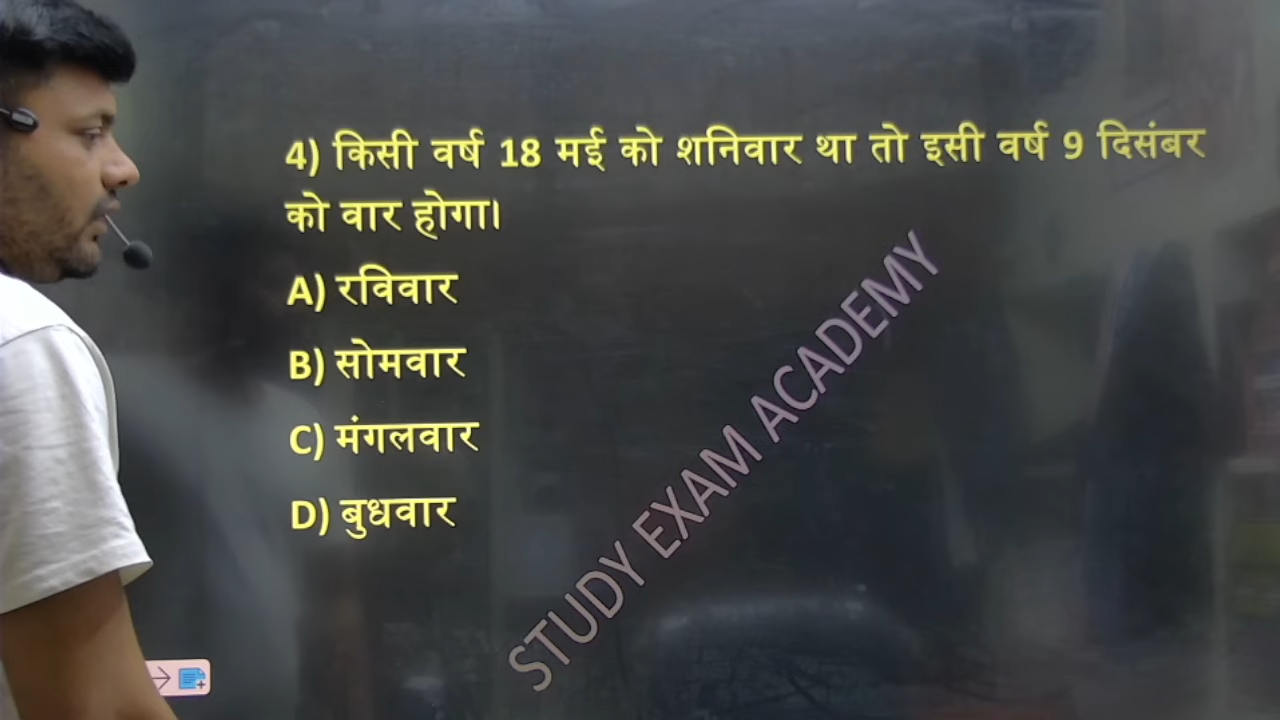 4) किसी वर्ष 18 मई को शनिवार था तो इसी वर्ष 9 दिसंबर
को वार होगा।
A) रविवार
B) सोमवार
C) मंगलवार
D) बुधवार
STUDY EXAM ACADEMY